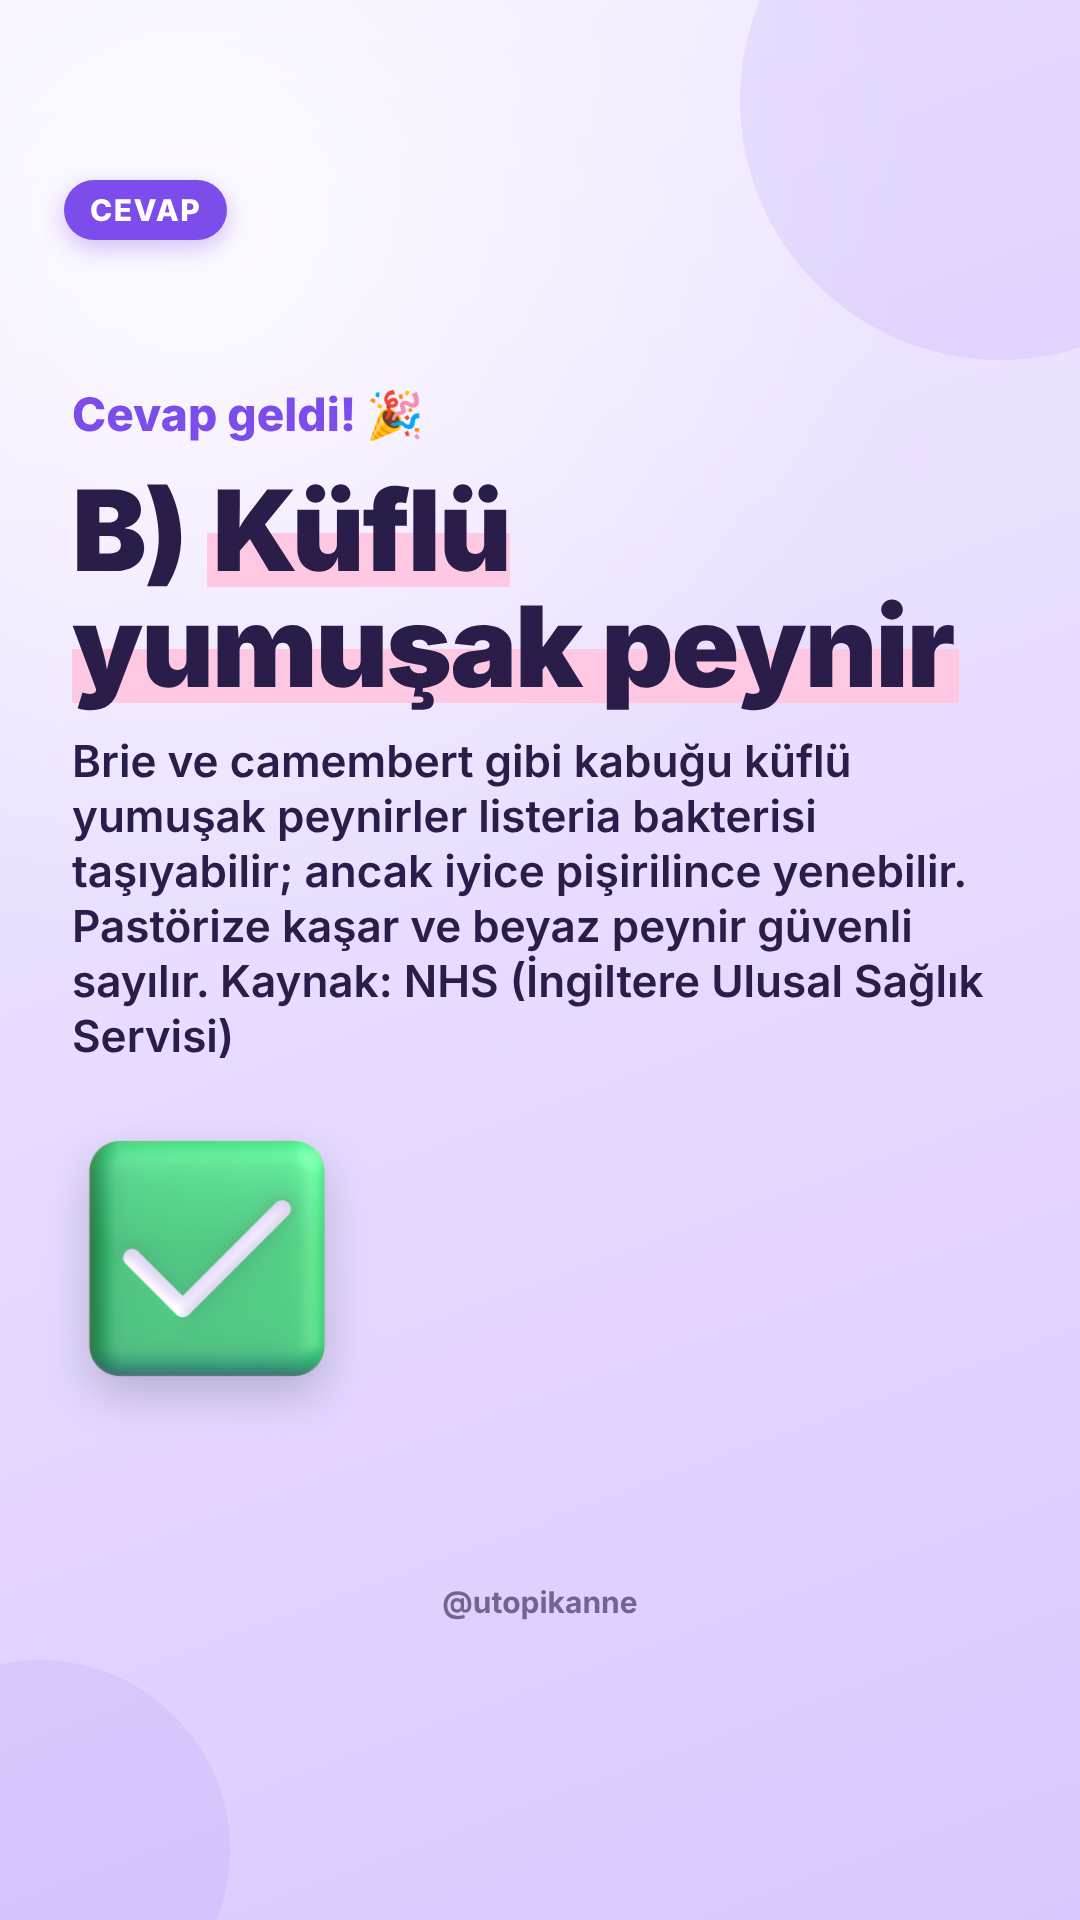 CEVAP
Cevap geldi! 🎉
B) Küflü
yumuşak peynir
Brie ve camembert gibi kabuğu küflü
yumuşak peynirler listeria bakterisi
taşıyabilir; ancak iyice pişirilince yenebilir.
Pastörize kaşar ve beyaz peynir güvenli
sayılır. Kaynak: NHS (İngiltere Ulusal Sağlık
Servisi)
@utopikanne